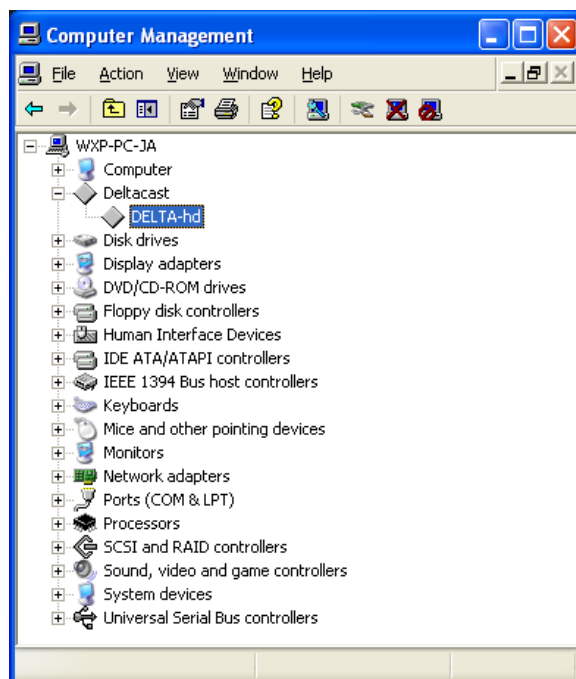 Computer Management
File Action View Window Help
WXP-PC-JA
Computer
Deltacast
DELTA-hd
Disk drives
Display adapters
DVD/CD-ROM drives
Floppy disk controllers
Human Interface Devices
IDE ATA/ATAPI controllers
IEEE 1394 Bus host controllers
Keyboards
Mice and other pointing devices
Monitors
Network adapters
Ports (COM & LPT)
Processors
SCSI and RAID controllers
Sound, video and game controllers
System devices
Universal Serial Bus controllers